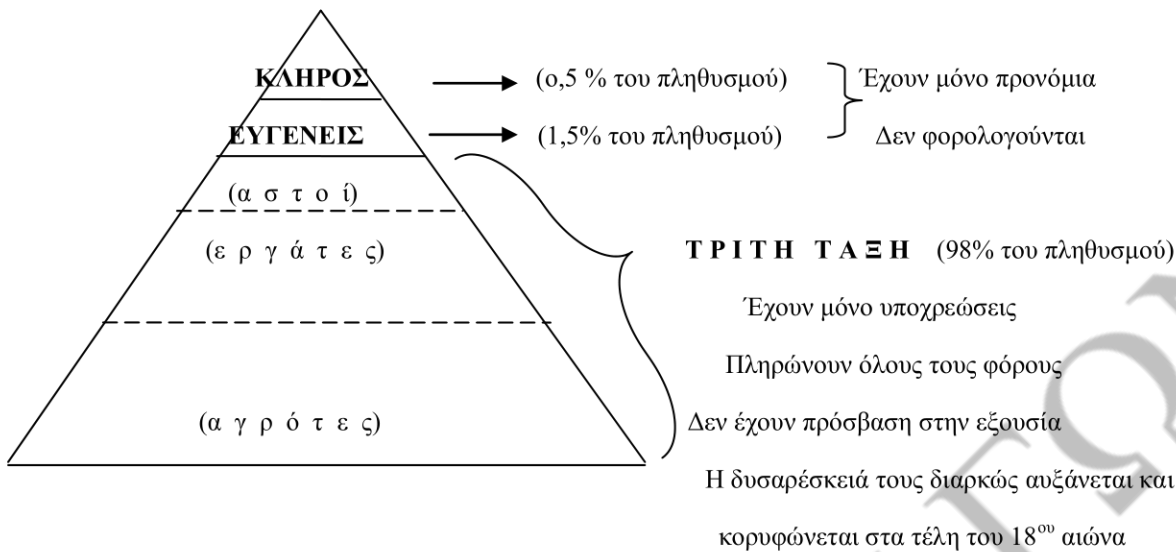 ΚΛΗΡΟΣ (ο,5 % του πληθυσμού) Έχουν μόνο προνόμια
ΕΥΓΕΝΕΙΣ (1,5% του πληθυσμού) Δεν φορολογούνται
(α σ τ ο ί)
(ε ρ γ ά τ ε ς) Τ Ρ Ι Τ Η Τ Α Ξ Η (98% του πληθυσμού)
Έχουν μόνο υποχρεώσεις
Πληρώνουν όλους τους φόρους
(α γ ρ ό τ ε ς) Δεν έχουν πρόσβαση στην εξουσία
Η δυσαρέσκειά τους διαρκώς αυξάνεται και
κορυφώνεται στα τέλη του 18ου αιώνα